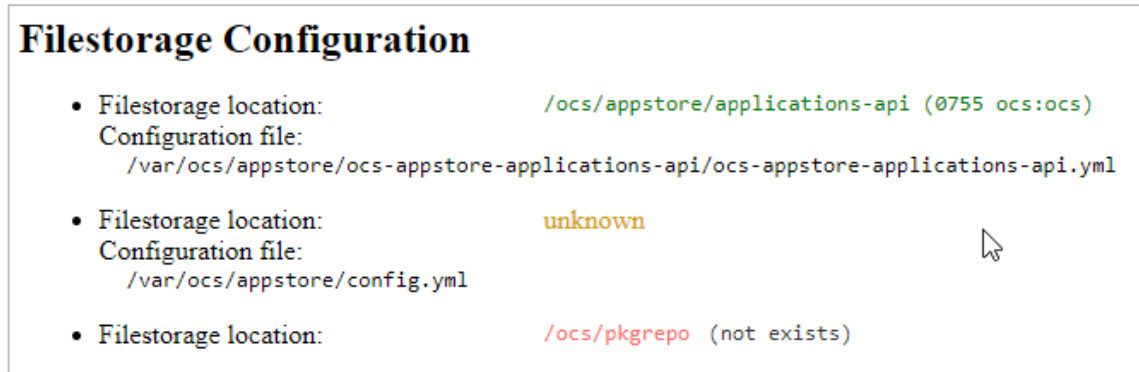 Filestorage Configuration
• Filestorage location: /ocs/appstore/applications-api (0755 ocs:ocs)
Configuration file:
/var/ocs/appstore/ocs-appstore-applications-api/ocs-appstore-applications-api.yml
• Filestorage location: unknown
Configuration file:
/var/ocs/appstore/config.yml
• Filestorage location: /ocs/pkgrepo (not exists)